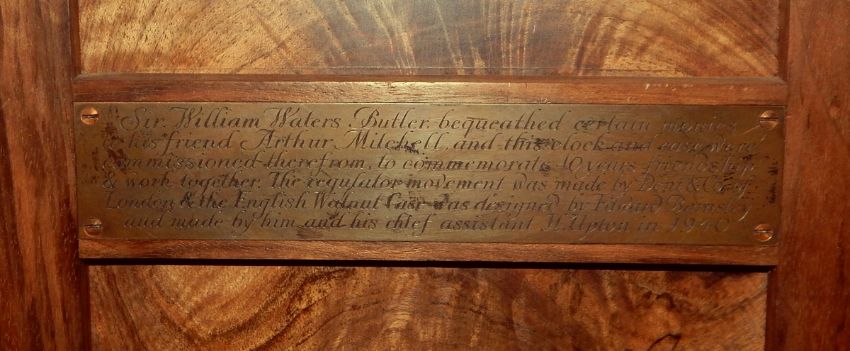 Sir William Waters Butler bequeathed certain monies
to his friend Arthur Mitchell, and this clock and case were
commissioned therefrom, to commemorate 40 years friendship
& work together. The regulator movement was made by Dent & Co of
London & the English Walnut Case was designed by Edward Barnsley
and made by him and his chief assistant H. Upton in 1940